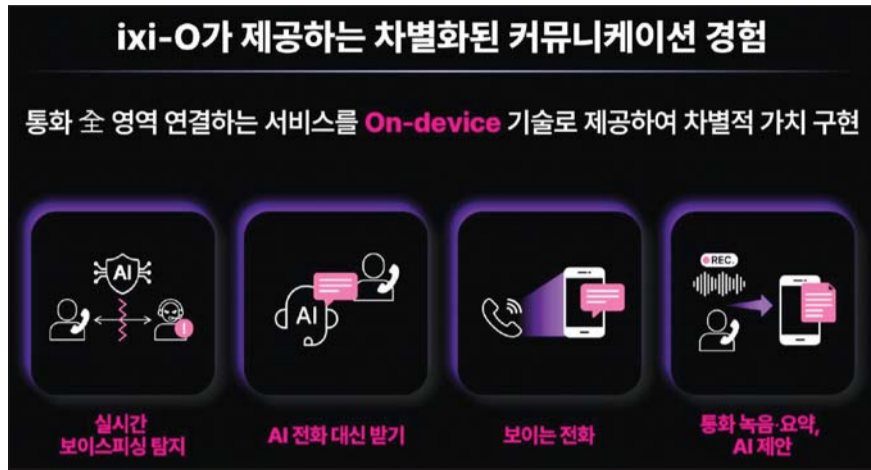 ixi-O가 제공하는 차별화된 커뮤니케이션 경험
통화 全 영역 연결하는 서비스를 On-device 기술로 제공하여 차별적 가치 구현
AI
!
AI
REC.
실시간
보이스피싱 탐지
AI 전화 대신 받기
보이는 전화
통화 녹음·요약,
AI 제안